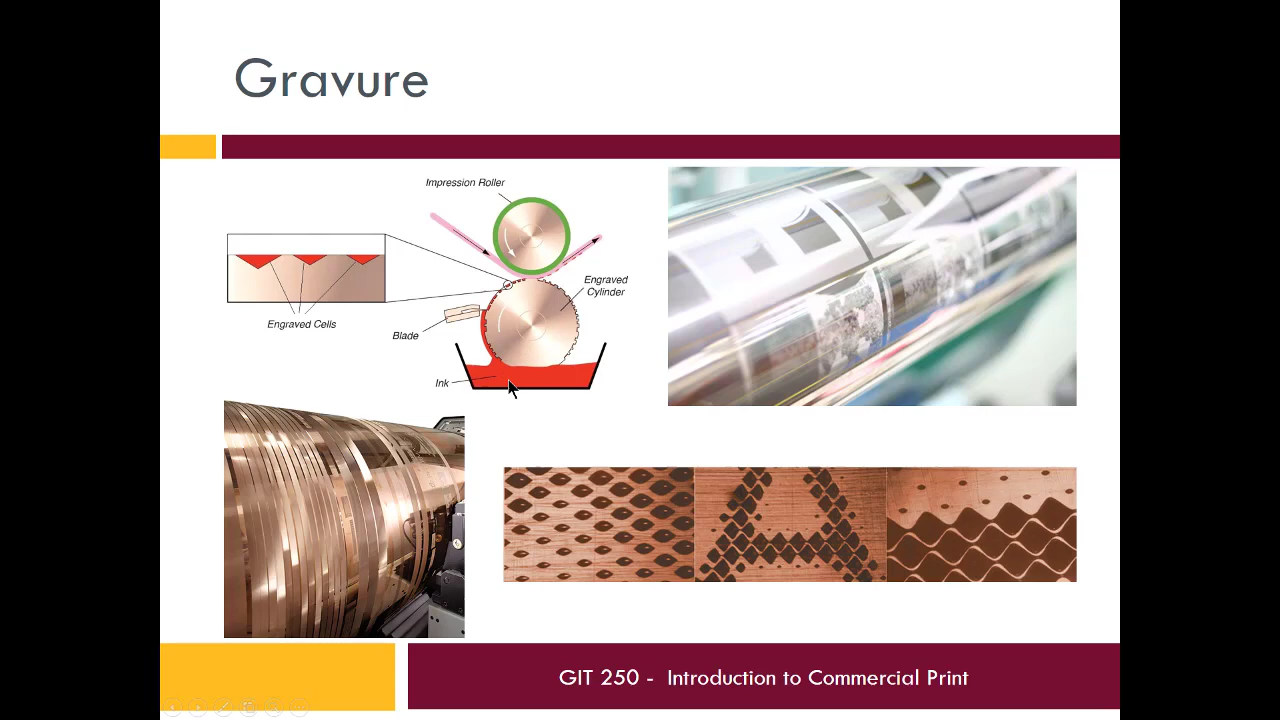 Gravure
Impression Roller
Engraved
Cylinder
Engraved Cells
Blade
Ink
GIT 250 - Introduction to Commercial Print